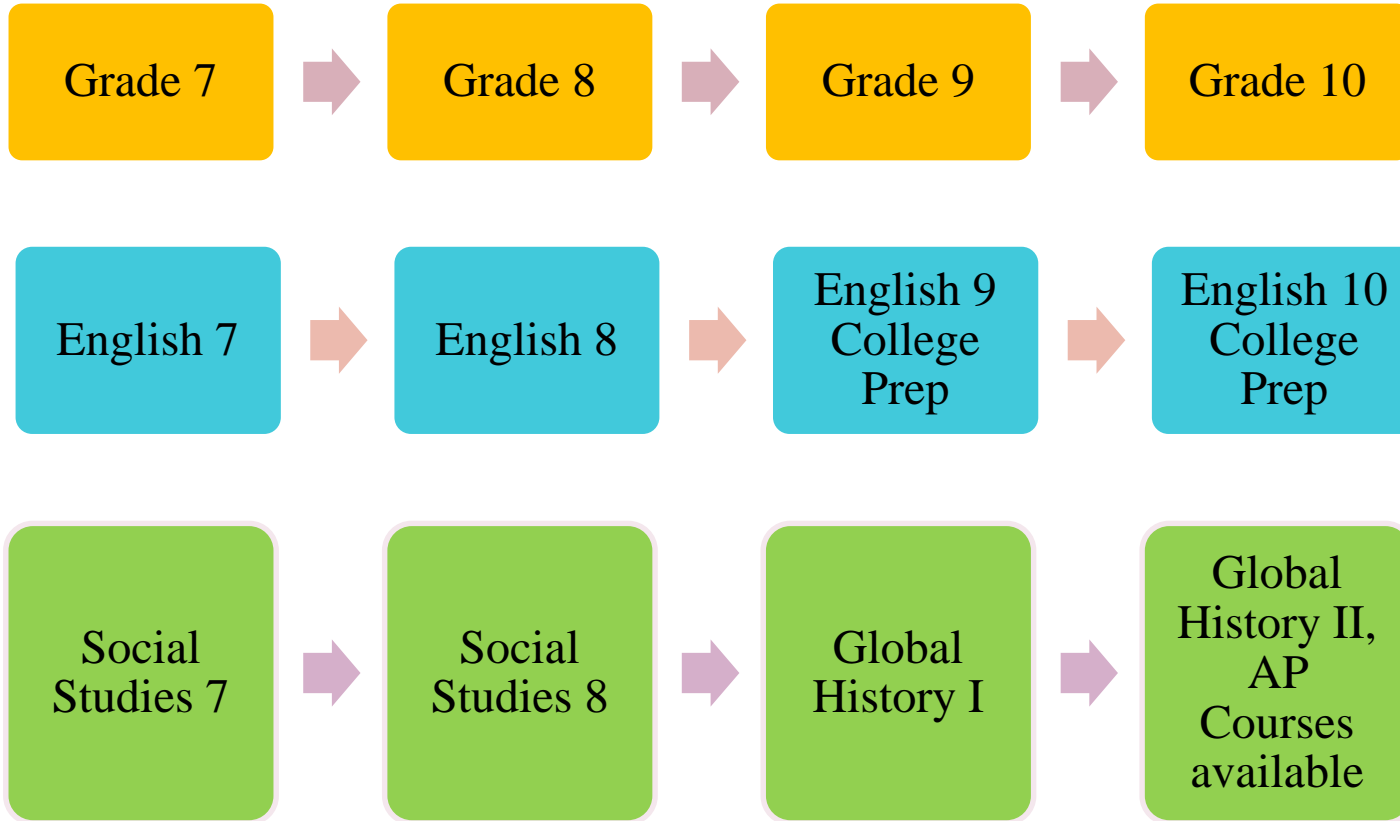 Grade 7
Grade 8
Grade 9
Grade 10
English 7
English 8
English 9
College
Prep
English 10
College
Prep
Social
Studies 7
Social
Studies 8
Global
History I
Global
History II,
AP
Courses
available